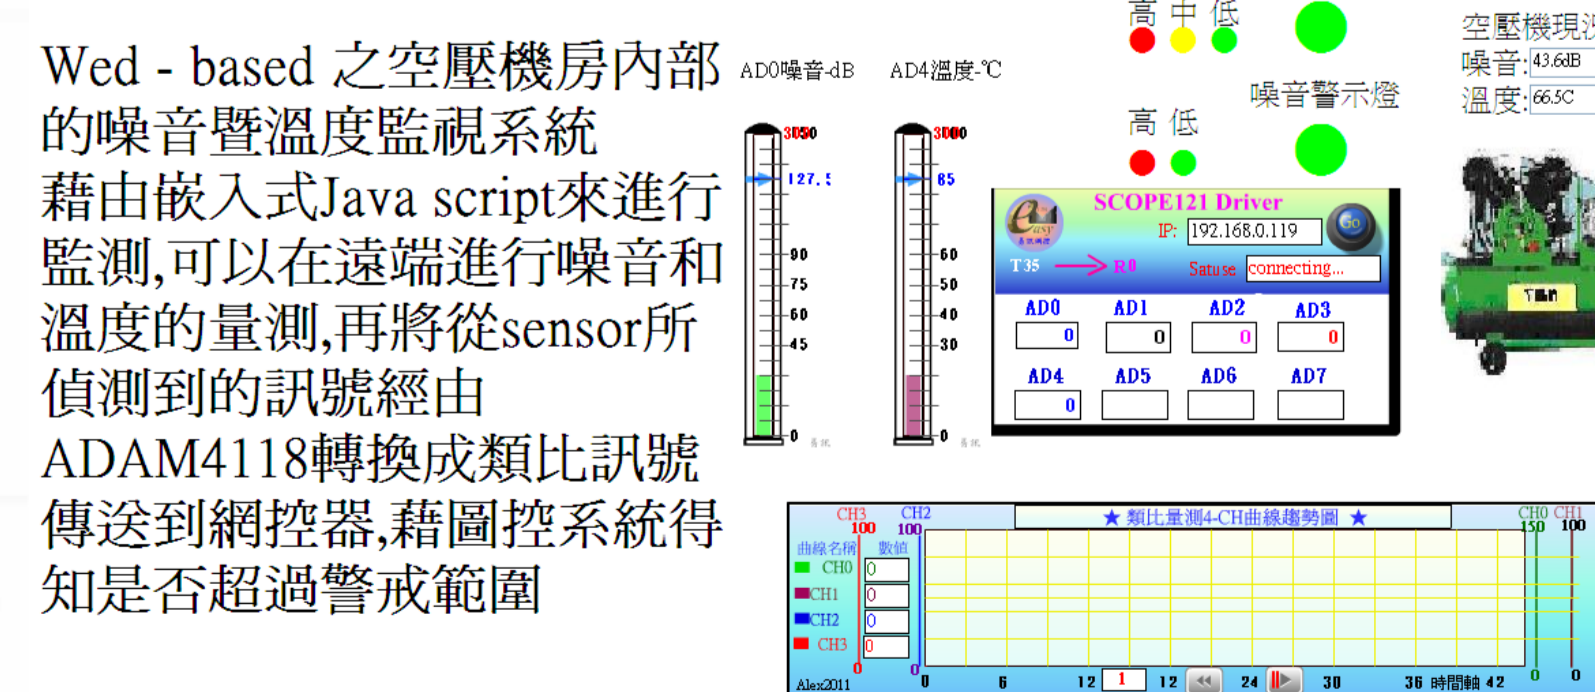 Wed - based 之空壓機房內部
的噪音暨溫度監視系統
藉由嵌入式Java script來進行
監測,可以在遠端進行噪音和
溫度的量測,再將從sensor所
偵測到的訊號經由
ADAM4118轉換成類比訊號
傳送到網控器,藉圖控系統得
知是否超過警戒範圍
AD0噪音-dB
127.5
90
75
60
45
0
AD4溫度-℃
85
60
50
40
30
0
高 中 低
噪音警示燈
高 低
空壓機現況
噪音:43.6dB
溫度:66.5C
SCOPE121 Driver
Easy
IP: 192.168.0.119
Go
T35 R0
Satuse connecting...
AD0 AD1 AD2 AD3
0 0 0 0
AD4 AD5 AD6 AD7
0
★ 類比量測4-CH曲線趨勢圖 ★
CH3 CH2 CH0 CH1
100 100 150 100
曲線名稱 數值
CH0 0
CH1 0
CH2 0
CH3 0
0 0 0 0
Alex2011
0 6 12 1 12 24 30 36 時間軸 42